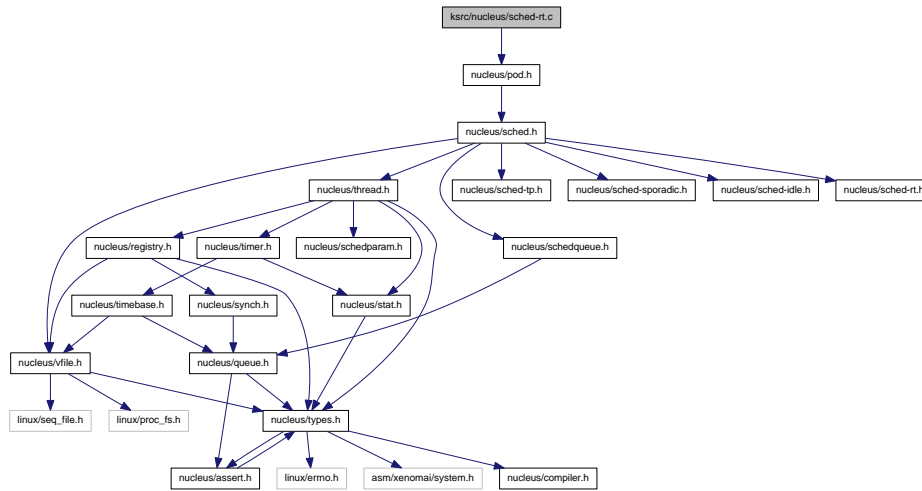 ksrc/nucleus/sched-rt.c
nucleus/pod.h
nucleus/sched.h
nucleus/thread.h
nucleus/sched-tp.h
nucleus/sched-sporadic.h
nucleus/sched-idle.h
nucleus/sched-rt.h
nucleus/registry.h
nucleus/timer.h
nucleus/schedparam.h
nucleus/schedqueue.h
nucleus/timebase.h
nucleus/synch.h
nucleus/stat.h
nucleus/vfile.h
nucleus/queue.h
linux/seq_file.h
linux/proc_fs.h
nucleus/types.h
nucleus/assert.h
linux/errno.h
asm/xenomai/system.h
nucleus/compiler.h